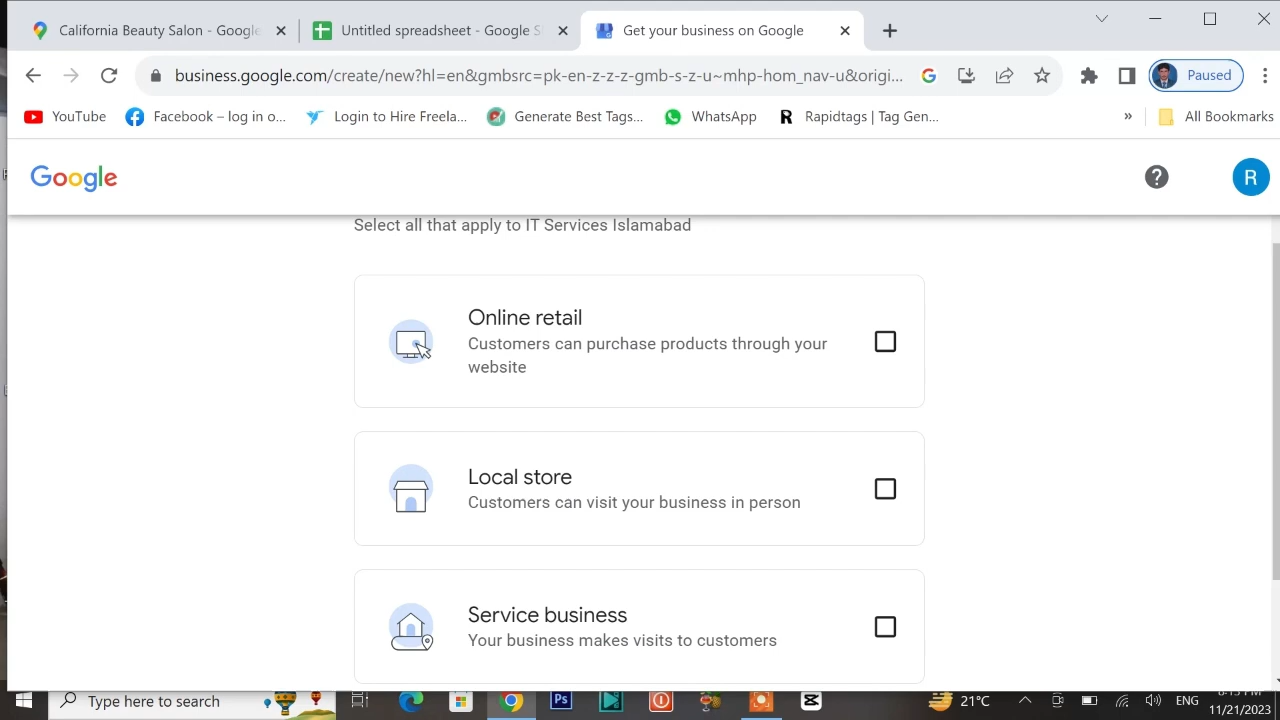 California Beauty Salon - Google
Untitled spreadsheet - Google S
Get your business on Google
business.google.com/create/new?hl=en&gmbsrc=pk-en-z-z-z-gmb-s-z-u~mhp-hom_nav-u&origi...
Paused
YouTube
Facebook – log in o...
Login to Hire Freela...
Generate Best Tags...
WhatsApp
Rapidtags | Tag Gen...
»
All Bookmarks
Google
R
Select all that apply to IT Services Islamabad
Online retail
Customers can purchase products through your
website
Local store
Customers can visit your business in person
Service business
Your business makes visits to customers
Type here to search
Ps
21°C
ENG
11/21/2023